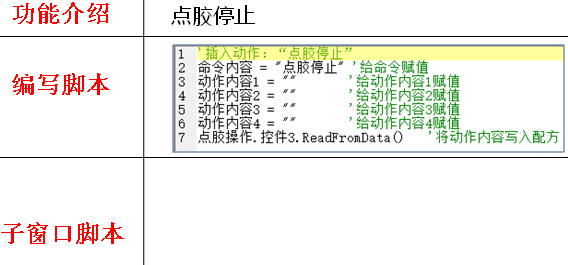 功能介绍 点胶停止
编写脚本
1 '插入动作:“点胶停止”
2 命令内容 = "点胶停止" '给命令赋值
3 动作内容1 = "" '给动作内容1赋值
4 动作内容2 = "" '给动作内容2赋值
5 动作内容3 = "" '给动作内容3赋值
6 动作内容4 = "" '给动作内容4赋值
7 点胶操作.控件3.ReadFromData() '将动作内容写入配方
子窗口脚本